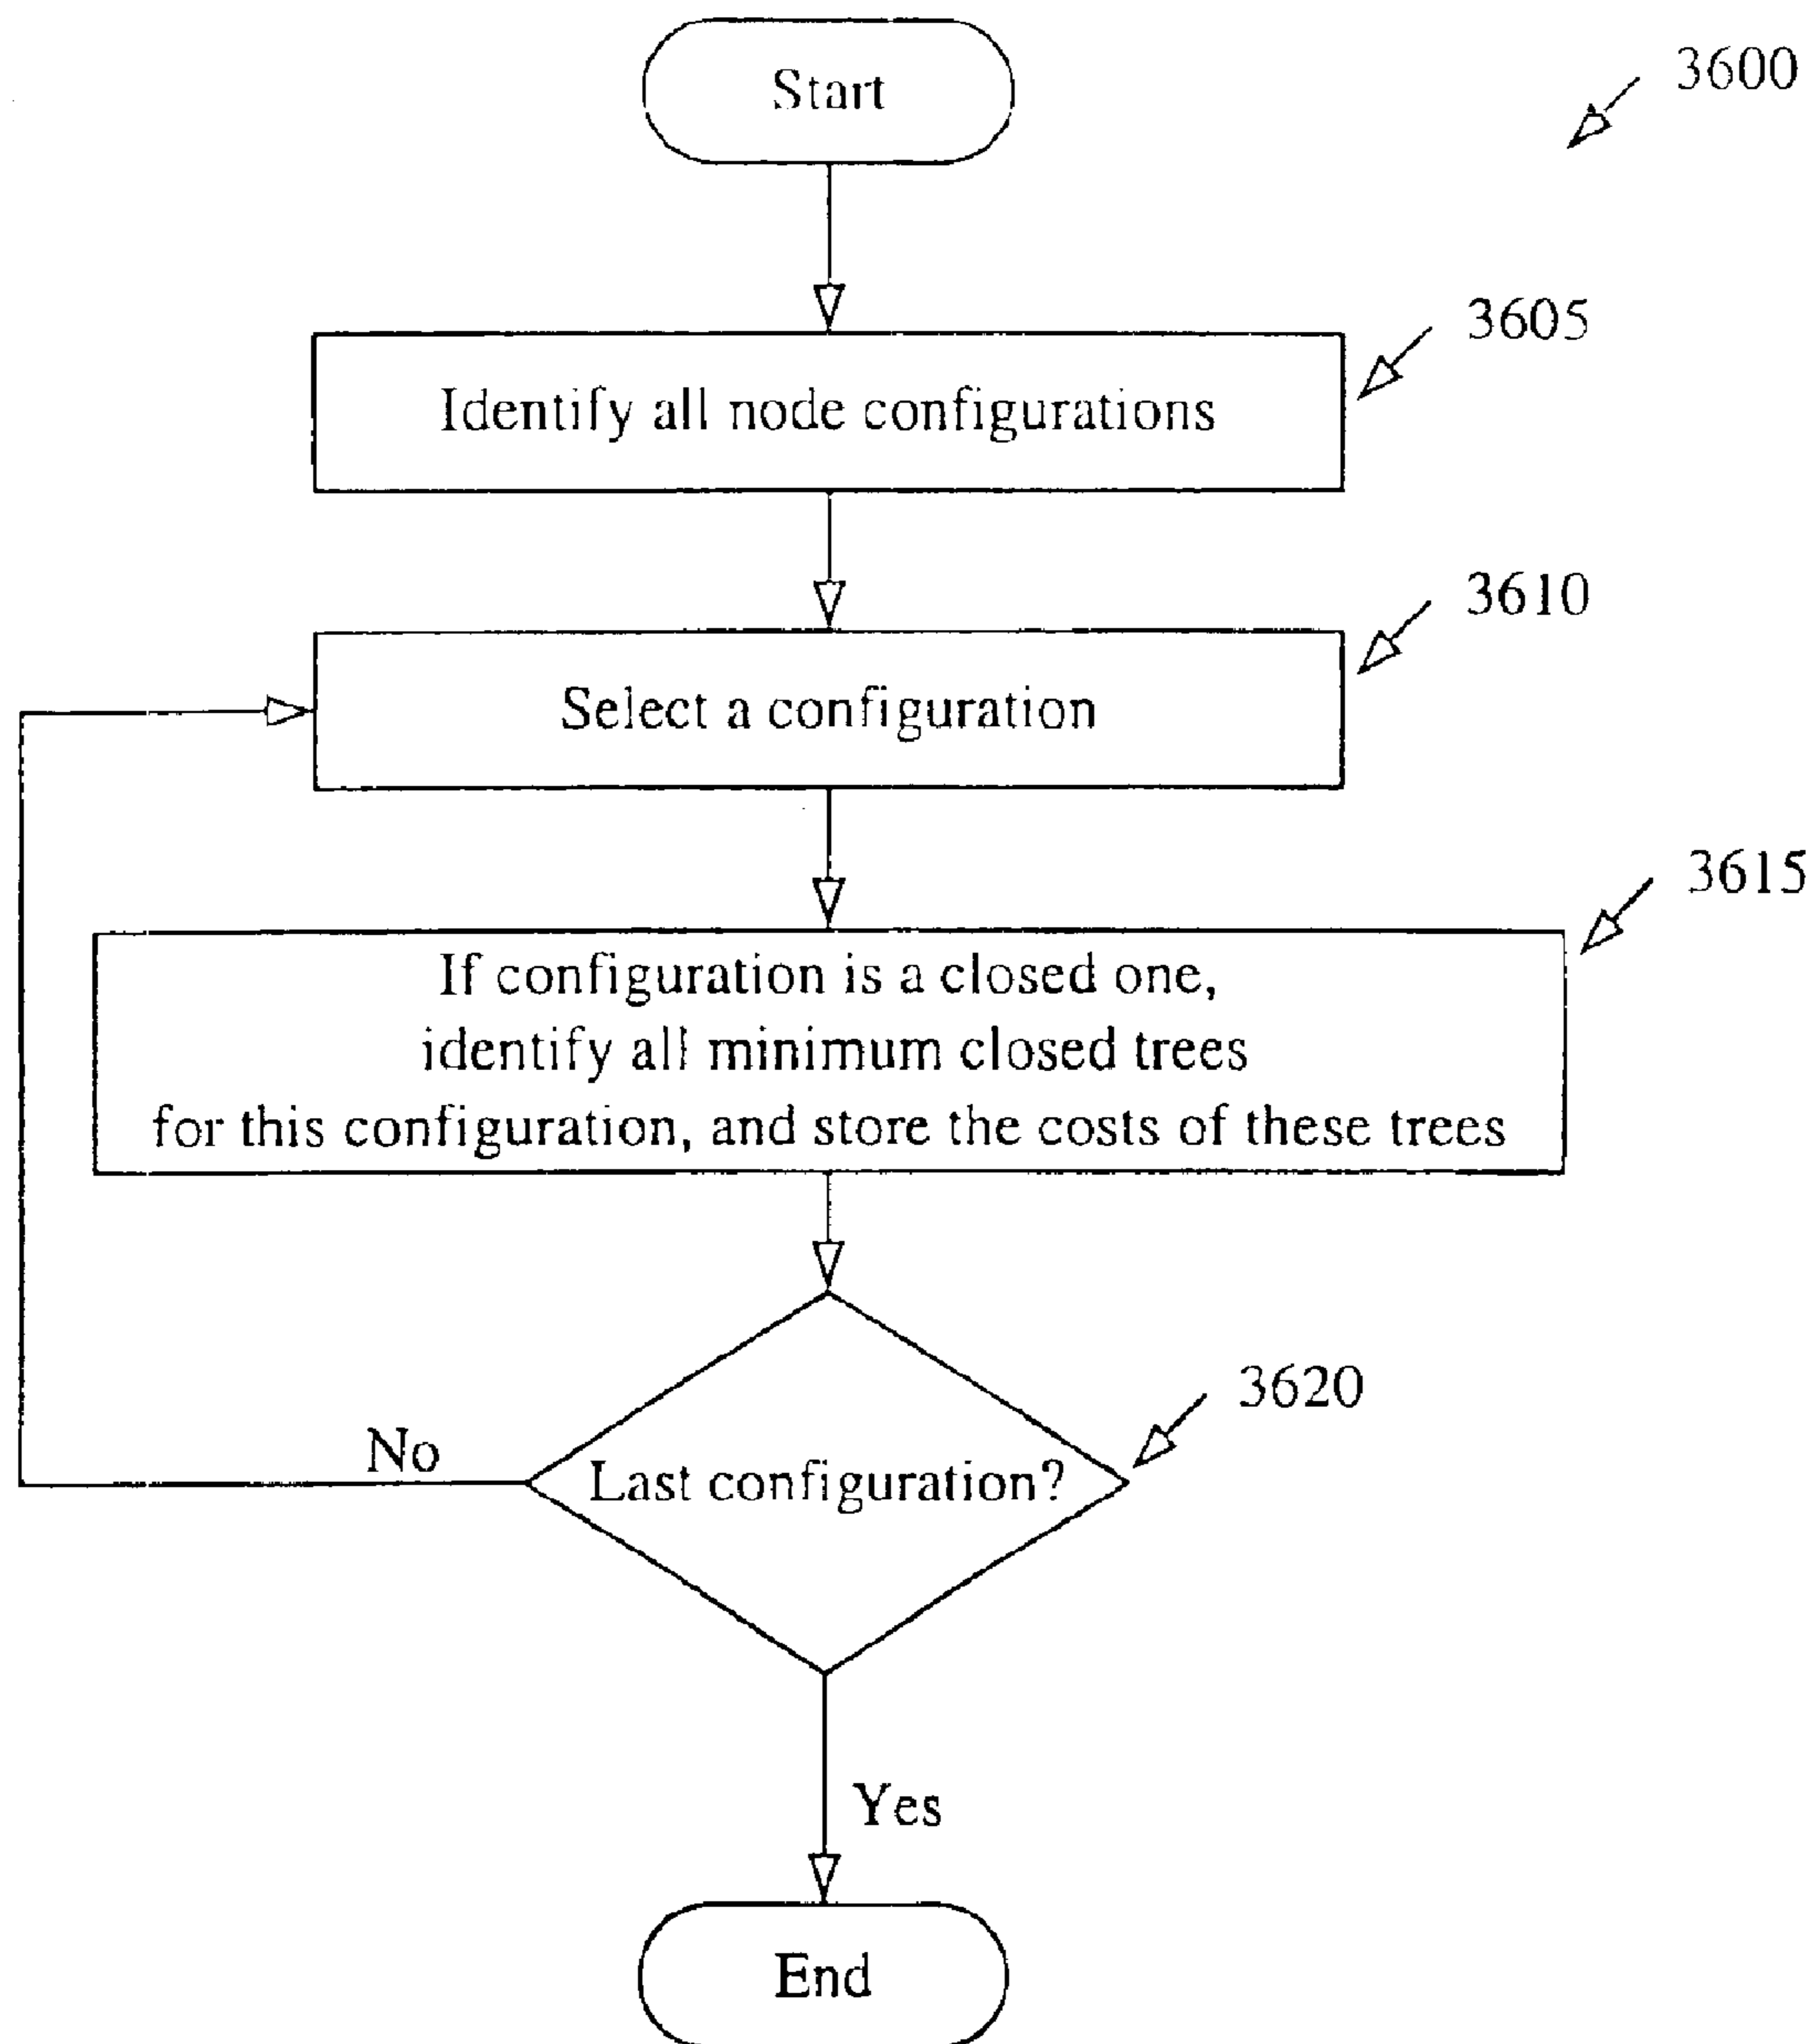 Start
3600
3605
Identify all node configurations
3610
Select a configuration
3615
If configuration is a closed one,
identify all minimum closed trees
for this configuration, and store the costs of these trees
3620
No
Last configuration?
Yes
End